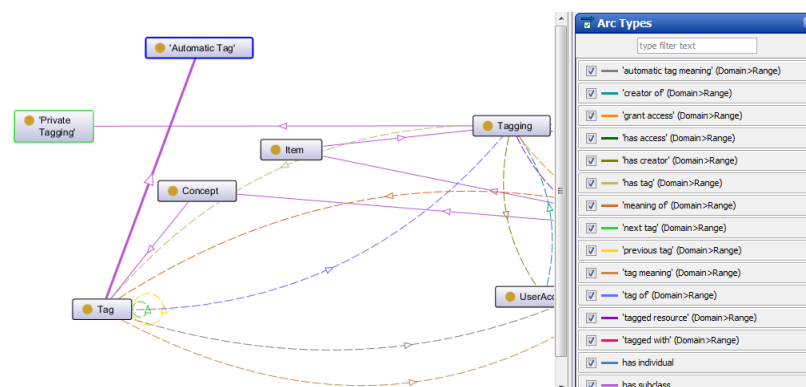 'Automatic Tag'
'Private
Tagging'
Tagging
Item
Concept
Tag
UserAcc
Arc Types
type filter text
'automatic tag meaning' (Domain>Range)
'creator of' (Domain>Range)
'grant access' (Domain>Range)
'has access' (Domain>Range)
'has creator' (Domain>Range)
'has tag' (Domain>Range)
'meaning of' (Domain>Range)
'next tag' (Domain>Range)
'previous tag' (Domain>Range)
'tag meaning' (Domain>Range)
'tag of' (Domain>Range)
'tagged resource' (Domain>Range)
'tagged with' (Domain>Range)
has individual
has subclass